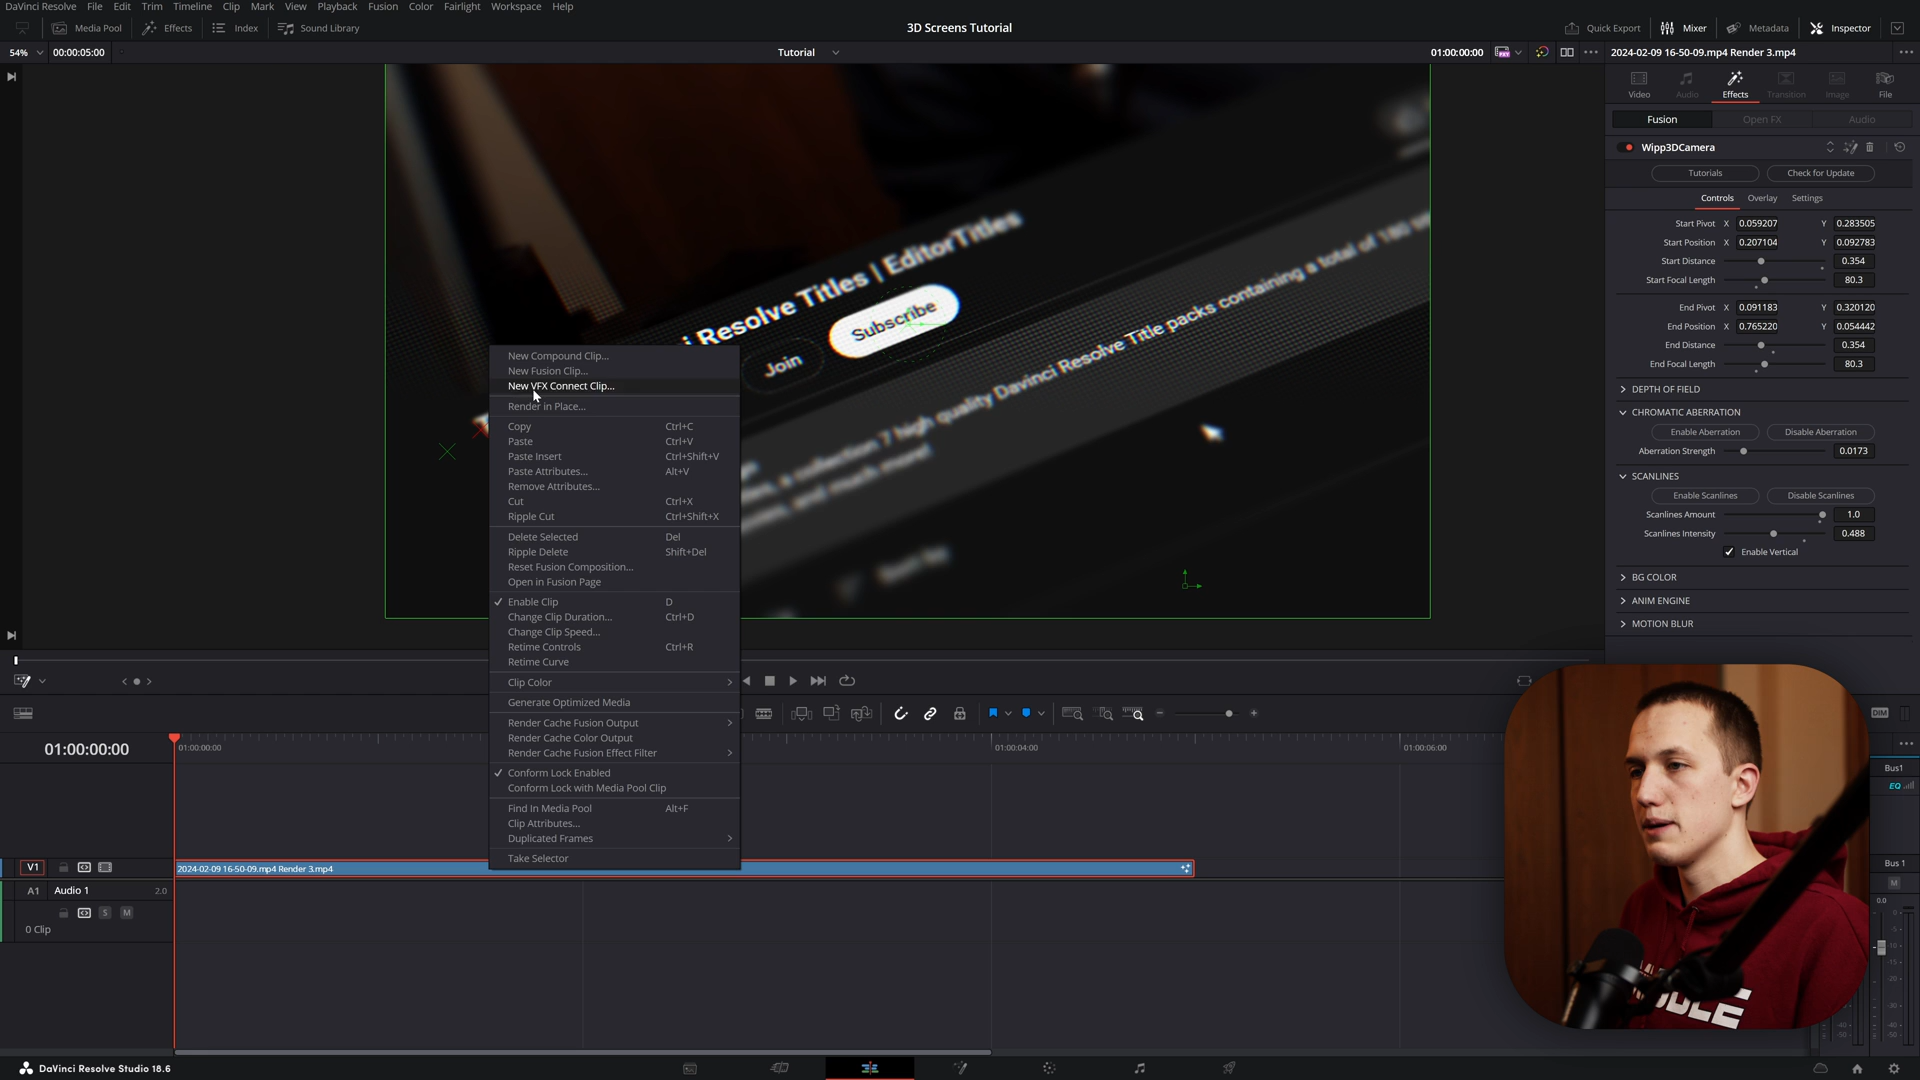 DaVinci Resolve File Edit Trim Timeline Clip Mark View Playback Fusion Color Fairlight Workspace Help
Media Pool Effects Index Sound Library 3D Screens Tutorial Quick Export Mixer Metadata Inspector
54% 00:00:05:00 Tutorial 01:00:00:00 2024-02-09 16-50-09.mp4 Render 3.mp4
Video Audio Effects Transition Image File
Fusion Open FX Audio
Wipp3DCamera
Tutorials Check for Update
Controls Overlay Settings
Start Pivot X 0.059207 Y 0.283505
Start Position X 0.207104 Y 0.092783
Start Distance 0.354
Start Focal Length 80.3
End Pivot X 0.091183 Y 0.320120
End Position X 0.765220 Y 0.054442
End Distance 0.354
End Focal Length 80.3
DEPTH OF FIELD
CHROMATIC ABERRATION
Enable Aberration Disable Aberration
Aberration Strength 0.0173
SCANLINES
Enable Scanlines Disable Scanlines
Scanlines Amount 1.0
Scanlines Intensity 0.488
Enable Vertical
BG COLOR
ANIM ENGINE
MOTION BLUR
i Resolve Titles | EditorTitles
Join Subscribe
a collection 7 high quality Davinci Resolve Title packs containing a total of 180
and much more!
Sort by
New Compound Clip...
New Fusion Clip...
New VFX Connect Clip...
Render in Place...
Copy Ctrl+C
Paste Ctrl+V
Paste Insert Ctrl+Shift+V
Paste Attributes... Alt+V
Remove Attributes...
Cut Ctrl+X
Ripple Cut Ctrl+Shift+X
Delete Selected Del
Ripple Delete Shift+Del
Reset Fusion Composition...
Open in Fusion Page
Enable Clip D
Change Clip Duration... Ctrl+D
Change Clip Speed...
Retime Controls Ctrl+R
Retime Curve
Clip Color
Generate Optimized Media
Render Cache Fusion Output
Render Cache Color Output
Render Cache Fusion Effect Filter
Conform Lock Enabled
Conform Lock with Media Pool Clip
Find In Media Pool Alt+F
Clip Attributes...
Duplicated Frames
Take Selector
DIM
01:00:00:00 01:00:00:00 01:00:04:00 01:00:06:00
Bus1
EQ
V1 2024-02-09 16-50-09.mp4 Render 3.mp4
A1 Audio 1 2.0
S M
0 Clip
Bus 1
M
0.0
DaVinci Resolve Studio 18.6